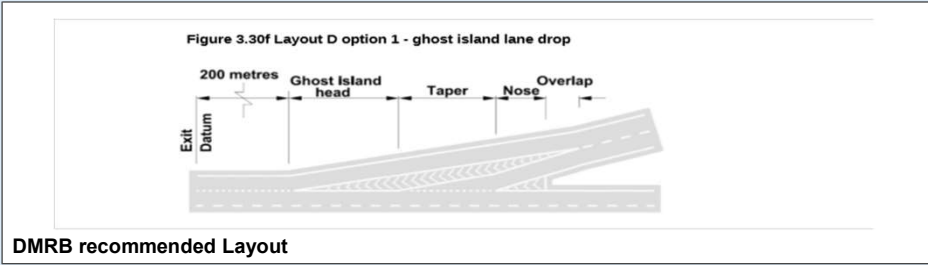 Figure 3.30f Layout D option 1 - ghost island lane drop
200 metres
Ghost Island
head
Taper
Nose
Overlap
Exit
Datum
DMRB recommended Layout